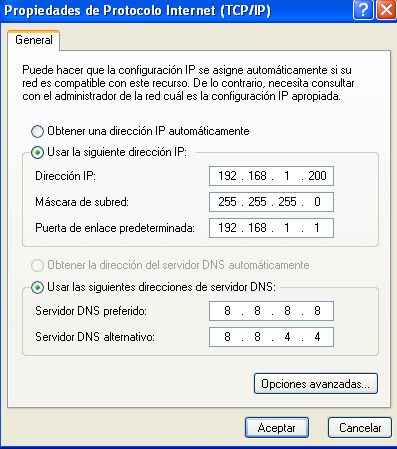 Propiedades de Protocolo Internet (TCP/IP)
General
Puede hacer que la configuración IP se asigne automáticamente si su
red es compatible con este recurso. De lo contrario, necesita consultar
con el administrador de la red cuál es la configuración IP apropiada.
Obtener una dirección IP automáticamente
Usar la siguiente dirección IP:
Dirección IP: 192 . 168 . 1 . 200
Máscara de subred: 255 . 255 . 255 . 0
Puerta de enlace predeterminada: 192 . 168 . 1 . 1
Obtener la dirección del servidor DNS automáticamente
Usar las siguientes direcciones de servidor DNS:
Servidor DNS preferido: 8 . 8 . 8 . 8
Servidor DNS alternativo: 8 . 8 . 4 . 4
Opciones avanzadas...
Aceptar Cancelar